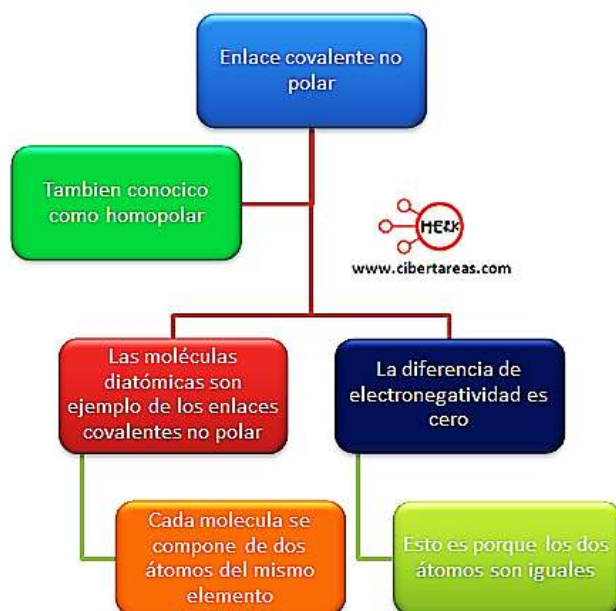 Enlace covalente no
polar
Tambien conocico
como homopolar
HERK
www.cibertareas.com
Las moléculas
diatómicas son
ejemplo de los enlaces
covalentes no polar
La diferencia de
electronegatividad es
cero
Cada molecula se
compone de dos
átomos del mismo
elemento
Esto es porque los dos
átomos son iguales